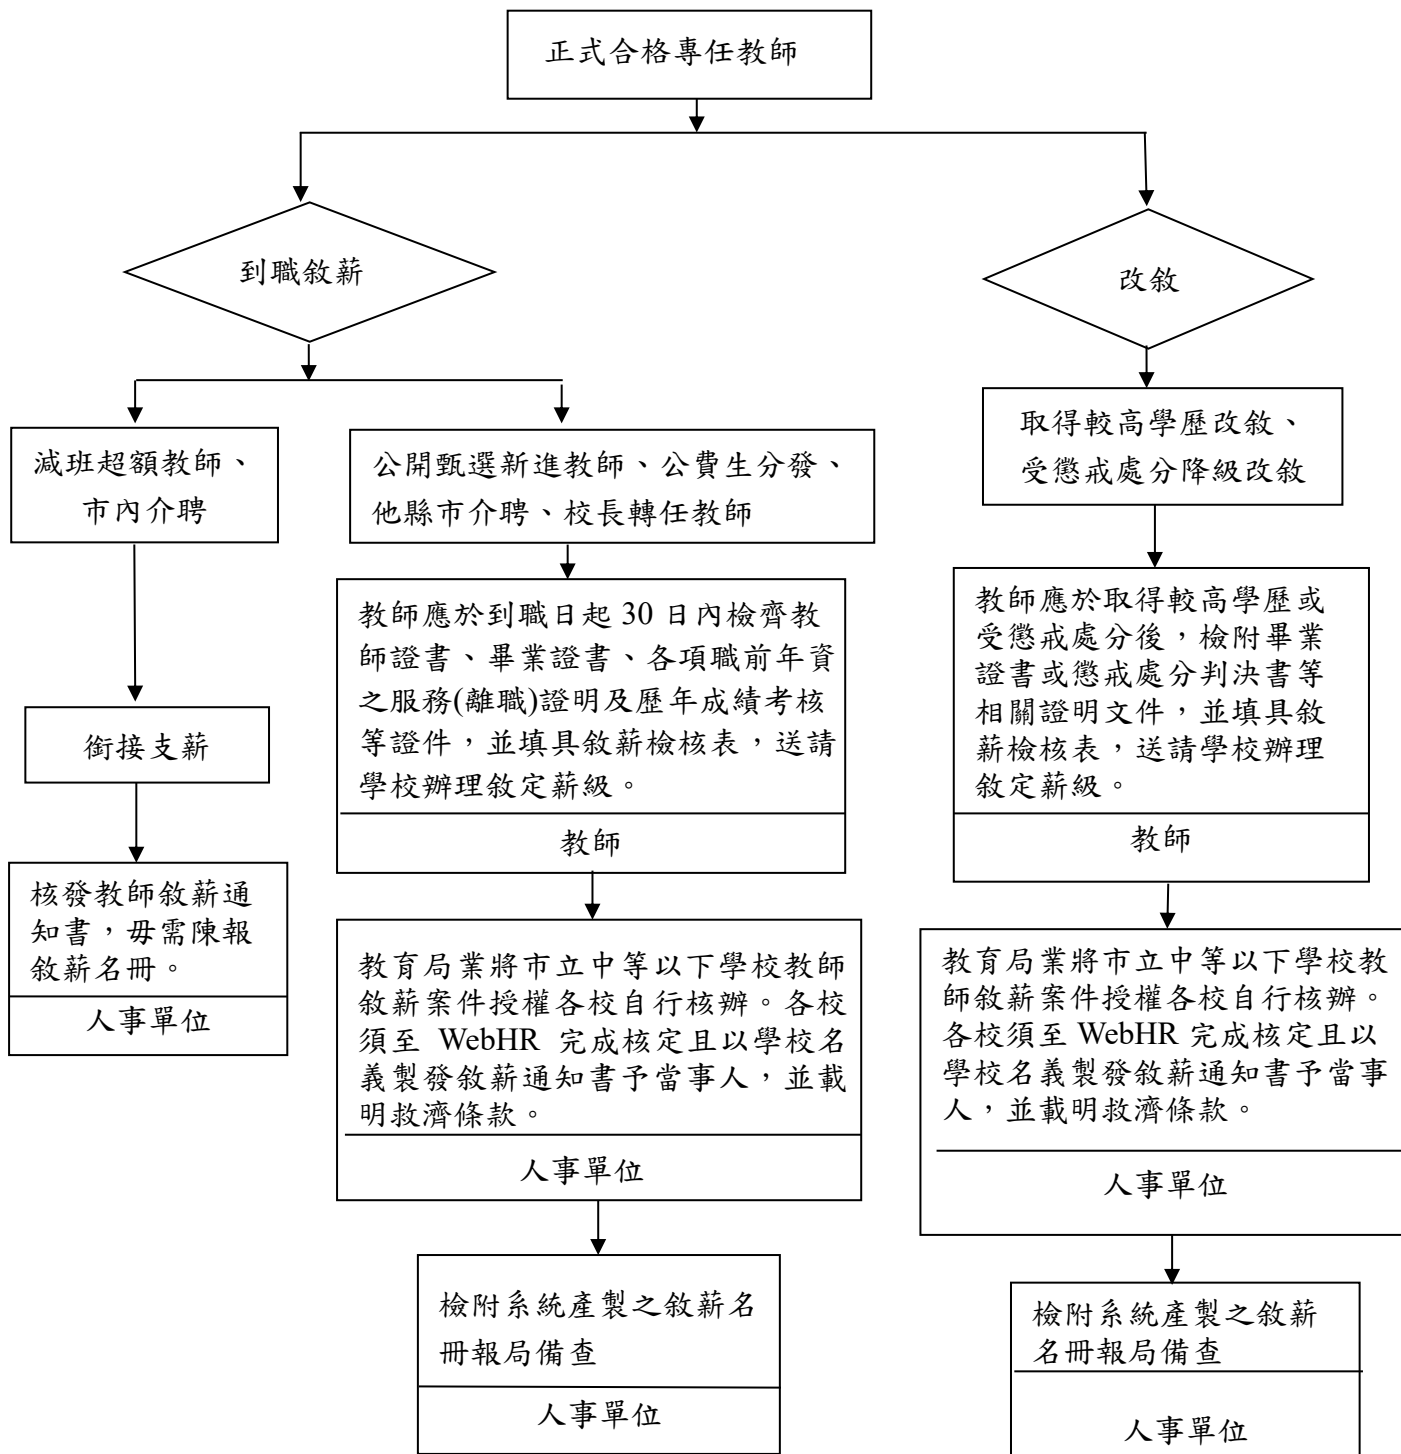 正式合格專任教師
到職敘薪
改敘
減班超額教師、
市內介聘
公開甄選新進教師、公費生分發、
他縣市介聘、校長轉任教師
取得較高學歷改敘、
受懲戒處分降級改敘
銜接支薪
教師應於到職日起 30 日內檢齊教
師證書、畢業證書、各項職前年資
之服務(離職)證明及歷年成績考核
等證件，並填具敘薪檢核表，送請
學校辦理敘定薪級。
教師
教師應於取得較高學歷或
受懲戒處分後，檢附畢業
證書或懲戒處分判決書等
相關證明文件，並填具敘
薪檢核表，送請學校辦理
敘定薪級。
教師
核發教師敘薪通
知書，毋需陳報
敘薪名冊。
人事單位
教育局業將市立中等以下學校教師
敘薪案件授權各校自行核辦。各校
須至 WebHR 完成核定且以學校名
義製發敘薪通知書予當事人，並載
明救濟條款。
人事單位
教育局業將市立中等以下學校教
師敘薪案件授權各校自行核辦。
各校須至 WebHR 完成核定且以
學校名義製發敘薪通知書予當事
人，並載明救濟條款。
人事單位
檢附系統產製之敘薪名
冊報局備查
人事單位
檢附系統產製之敘薪
名冊報局備查
人事單位